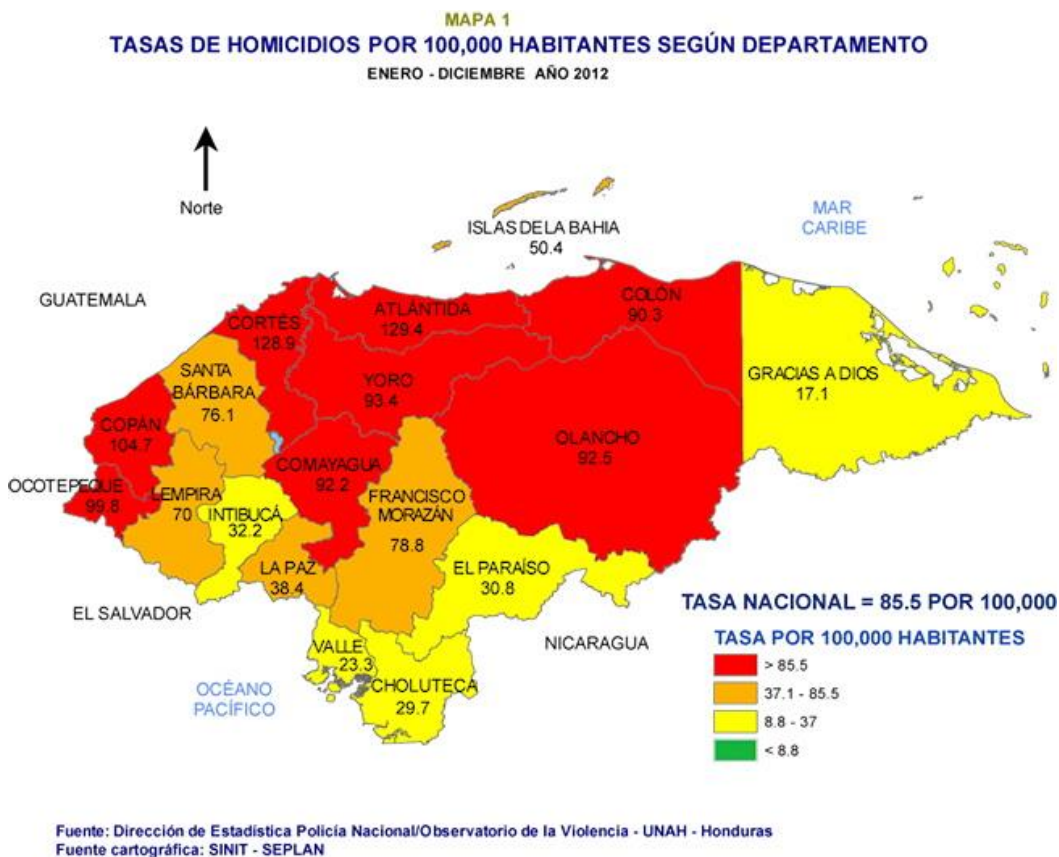 MAPA 1
TASAS DE HOMICIDIOS POR 100,000 HABITANTES SEGÚN DEPARTAMENTO
ENERO - DICIEMBRE AÑO 2012
Norte
ISLAS DE LA BAHIA
50.4
MAR
CARIBE
GUATEMALA
CORTÉS
128.9
ATLÁNTIDA
129.4
COLÓN
90.3
SANTA
BÁRBARA
76.1
YORO
93.4
GRACIAS A DIOS
17.1
COPÁN
104.7
OLANCHO
92.5
COMAYAGUA
92.2
OCOTEPEQUE
99.8
LEMPIRA
70
INTIBUCÁ
32.2
FRANCISCO
MORAZÁN
78.8
LA PAZ
38.4
EL PARAÍSO
30.8
EL SALVADOR
NICARAGUA
VALLE
23.3
CHOLUTECA
29.7
OCÉANO
PACÍFICO
TASA NACIONAL = 85.5 POR 100,000
TASA POR 100,000 HABITANTES
> 85.5
37.1 - 85.5
8.8 - 37
< 8.8
Fuente: Dirección de Estadística Policía Nacional/Observatorio de la Violencia - UNAH - Honduras
Fuente cartográfica: SINIT - SEPLAN